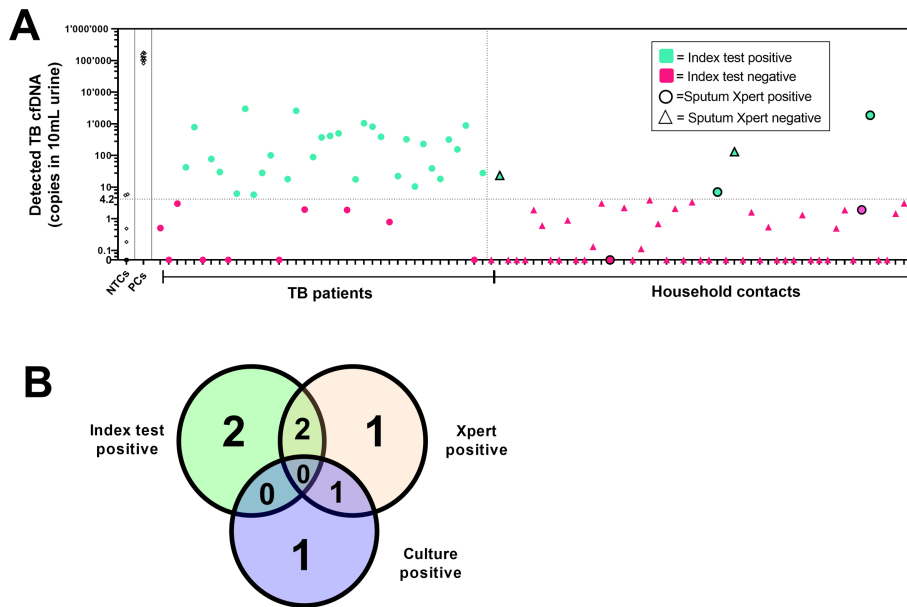 A
Detected TB cfDNA
(copies in 10mL urine)
1'000'000
100'000
10'000
1'000
100
10
4.2
1
0.1
0
NTCs
PCs
TB patients
Household contacts
= Index test positive
= Index test negative
=Sputum Xpert positive
= Sputum Xpert negative
B
Index test
positive
2
2
1
Xpert
positive
0
0
1
1
Culture
positive